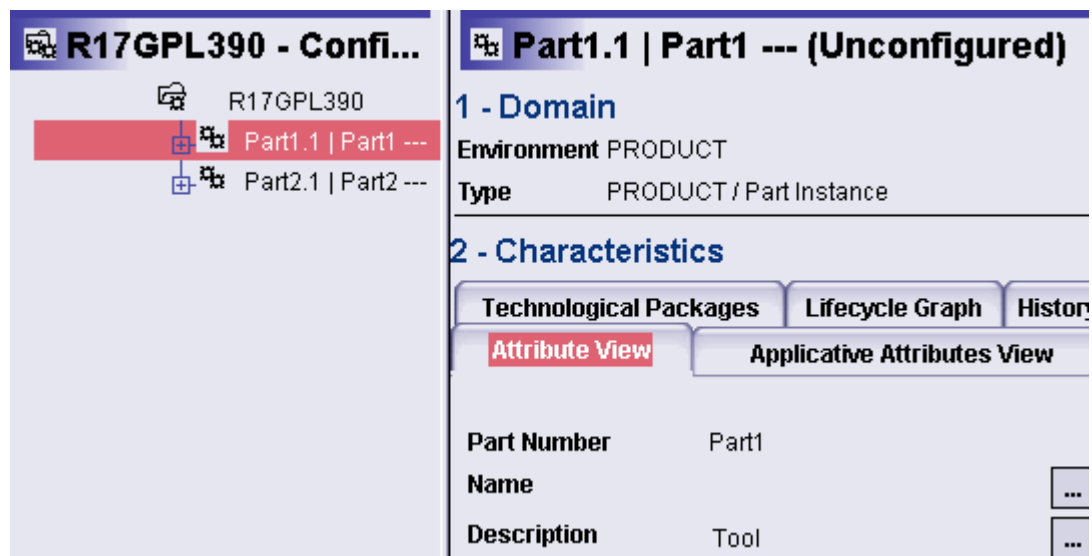 R17GPL390 - Confi...
R17GPL390
Part1.1 | Part1 ---
Part2.1 | Part2 ---
Part1.1 | Part1 --- (Unconfigured)
1 - Domain
Environment PRODUCT
Type PRODUCT / Part Instance
2 - Characteristics
Technological Packages Lifecycle Graph History
Attribute View Applicative Attributes View
Part Number Part1
Name ...
Description Tool ...